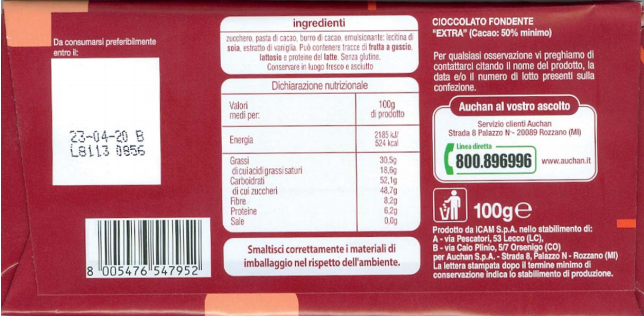 Da consumarsi preferibilmente
entro il:
23-04-20 B
L8113 0856
8 005476 547952
ingredienti
zucchero, pasta di cacao, burro di cacao, emulsionante: lecitina di
soia, estratto di vaniglia. Può contenere tracce di frutta a guscio,
lattosio e proteine del latte. Senza glutine.
Conservare in luogo fresco e asciutto
Dichiarazione nutrizionale
Valori medi per: 100g di prodotto
Energia 2185 kJ/ 524 kcal
Grassi 30,5g
di cui acidi grassi saturi 18,6g
Carboidrati 52,1g
di cui zuccheri 48,7g
Fibre 8,2g
Proteine 6,2g
Sale 0,0g
Smaltisci correttamente i materiali di
imballaggio nel rispetto dell'ambiente.
CIOCCOLATO FONDENTE
"EXTRA" (Cacao: 50% minimo)
Per qualsiasi osservazione vi preghiamo di
contattarci citando il nome del prodotto, la
data e/o il numero di lotto presenti sulla
confezione.
Auchan al vostro ascolto
Servizio clienti Auchan
Strada 8 Palazzo N - 20089 Rozzano (MI)
Linea diretta
800.896996 www.auchan.it
100g e
Prodotto da ICAM S.p.A. nello stabilimento di:
A - via Pescatori, 53 Lecco (LC),
B - via Caio Plinio, 5/7 Orsenigo (CO)
per Auchan S.p.A. - Strada 8, Palazzo N - Rozzano (MI)
La lettera stampata dopo il termine minimo di
conservazione indica lo stabilimento di produzione.